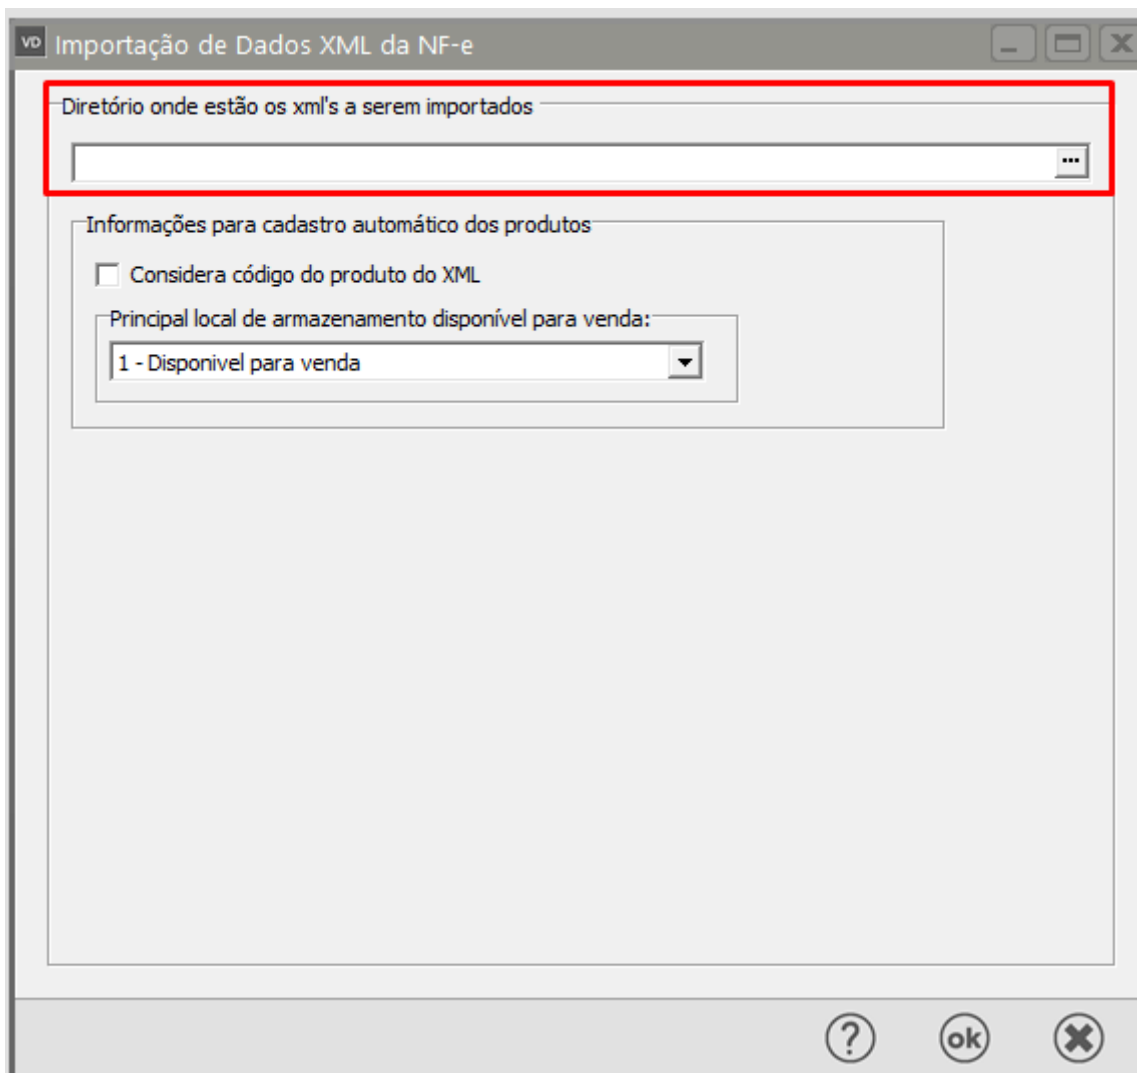 VD Importação de Dados XML da NF-e
Diretório onde estão os xml's a serem importados
...
Informações para cadastro automático dos produtos
Considera código do produto do XML
Principal local de armazenamento disponível para venda:
1 - Disponivel para venda
? ok